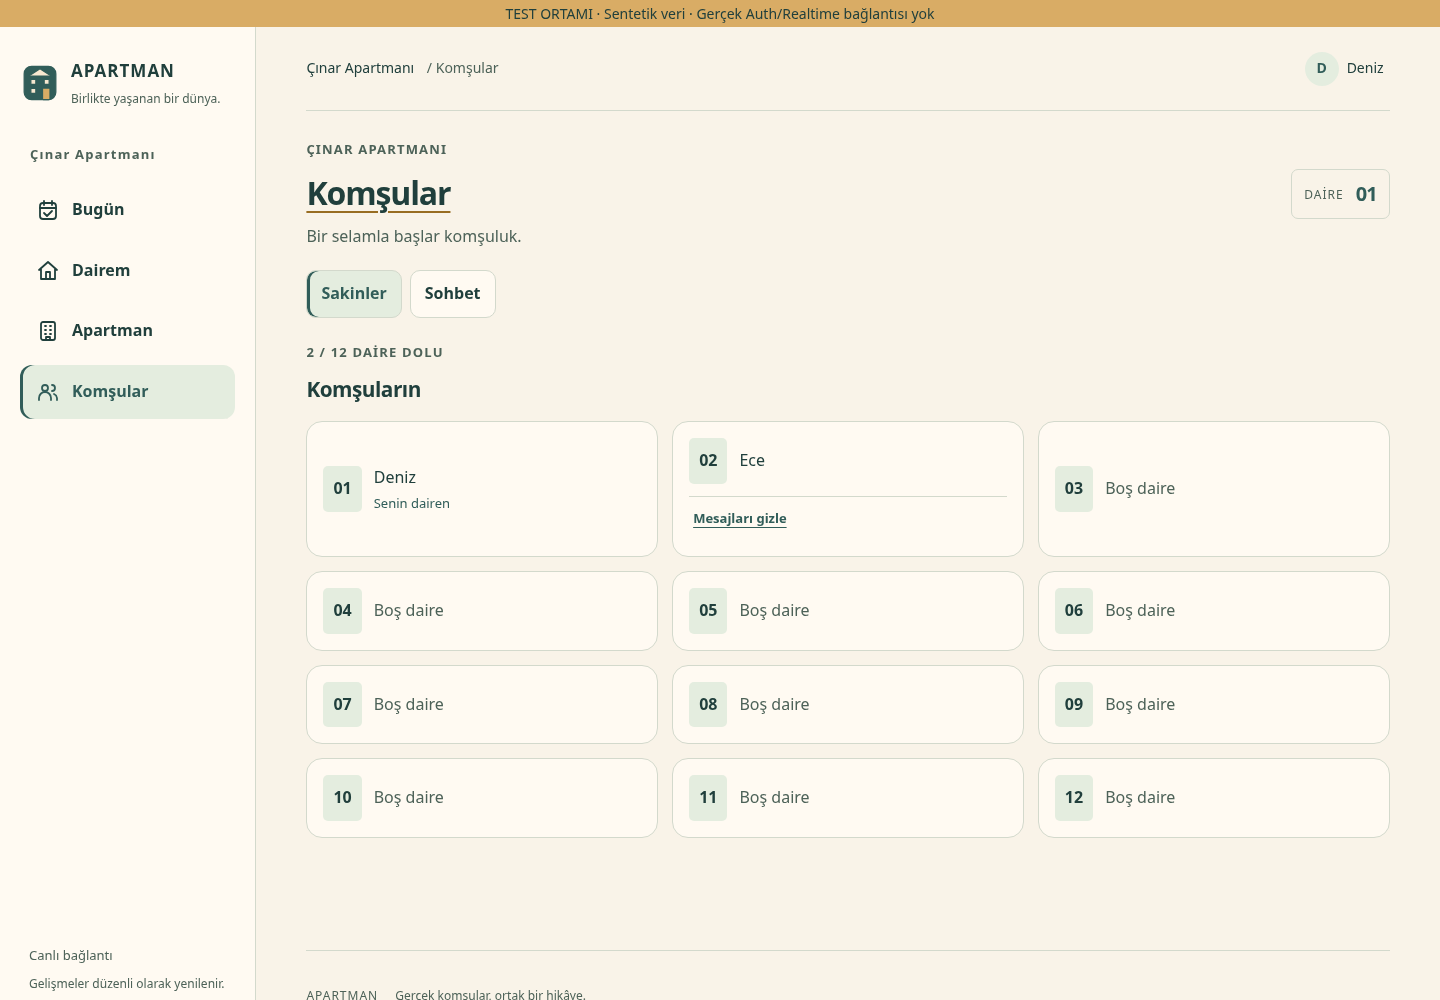 TEST ORTAMI · Sentetik veri · Gerçek Auth/Realtime bağlantısı yok
APARTMAN
Birlikte yaşanan bir dünya.
Çınar Apartmanı
Bugün
Dairem
Apartman
Komşular
Canlı bağlantı
Gelişmeler düzenli olarak yenilenir.
Çınar Apartmanı / Komşular
D Deniz
ÇINAR APARTMANI
Komşular
DAİRE 01
Bir selamla başlar komşuluk.
Sakinler Sohbet
2 / 12 DAİRE DOLU
Komşuların
01 Deniz
Senin dairen
02 Ece
Mesajları gizle
03 Boş daire
04 Boş daire
05 Boş daire
06 Boş daire
07 Boş daire
08 Boş daire
09 Boş daire
10 Boş daire
11 Boş daire
12 Boş daire
APARTMAN Gerçek komşular, ortak bir hikâye.